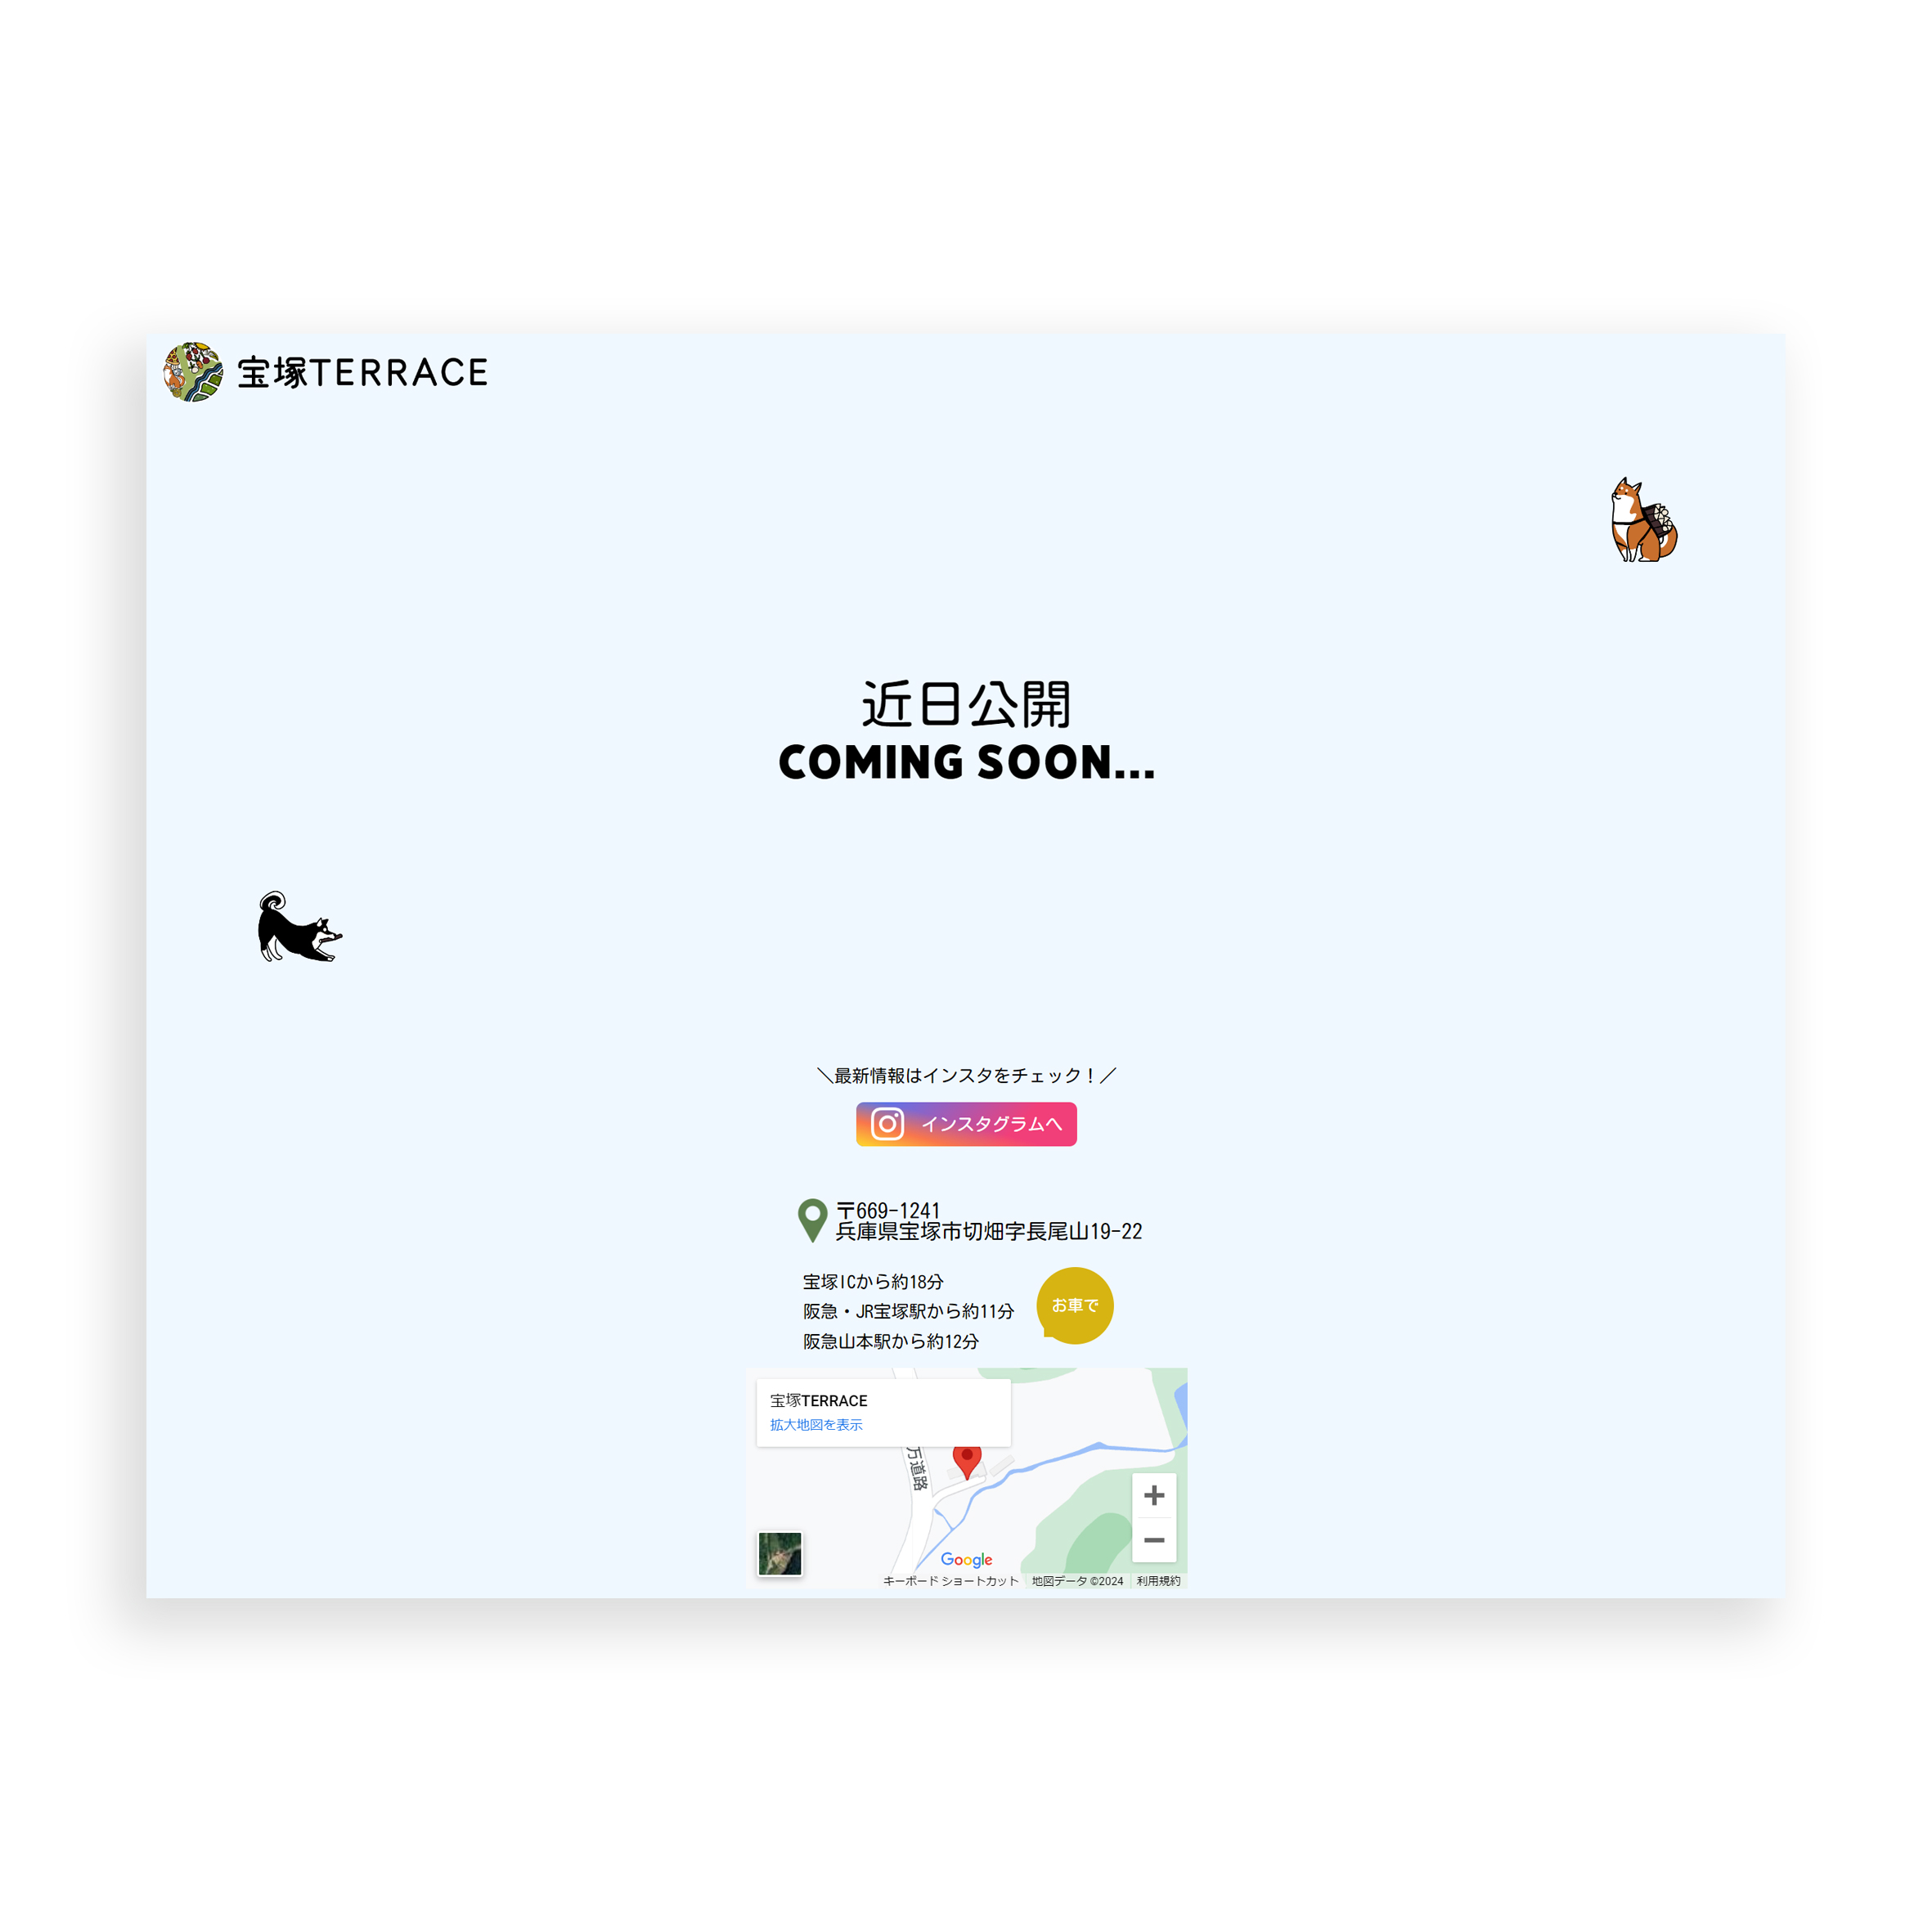 宝塚TERRACE
近日公開
COMING SOON...
＼最新情報はインスタをチェック！／
インスタグラムへ
〒669-1241
兵庫県宝塚市切畑字長尾山19-22
宝塚ICから約18分
阪急・JR宝塚駅から約11分
阪急山本駅から約12分
お車で
宝塚TERRACE
拡大地図を表示
万道路
Google
キーボード ショートカット
地図データ ©2024
利用規約